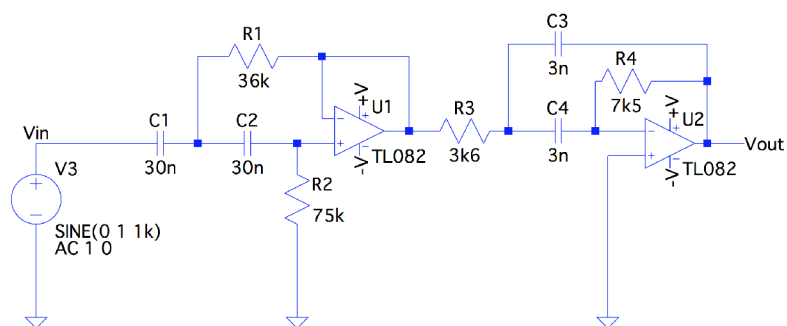 C3
R1
3n
R4
36k
+V
U1
+V
7k5
U2
Vin
C1
C2
R3
C4
-
+
-
+
Vout
30n
30n
-V
TL082
3k6
3n
-V
TL082
V3
+
-
R2
75k
SINE(0 1 1k)
AC 1 0